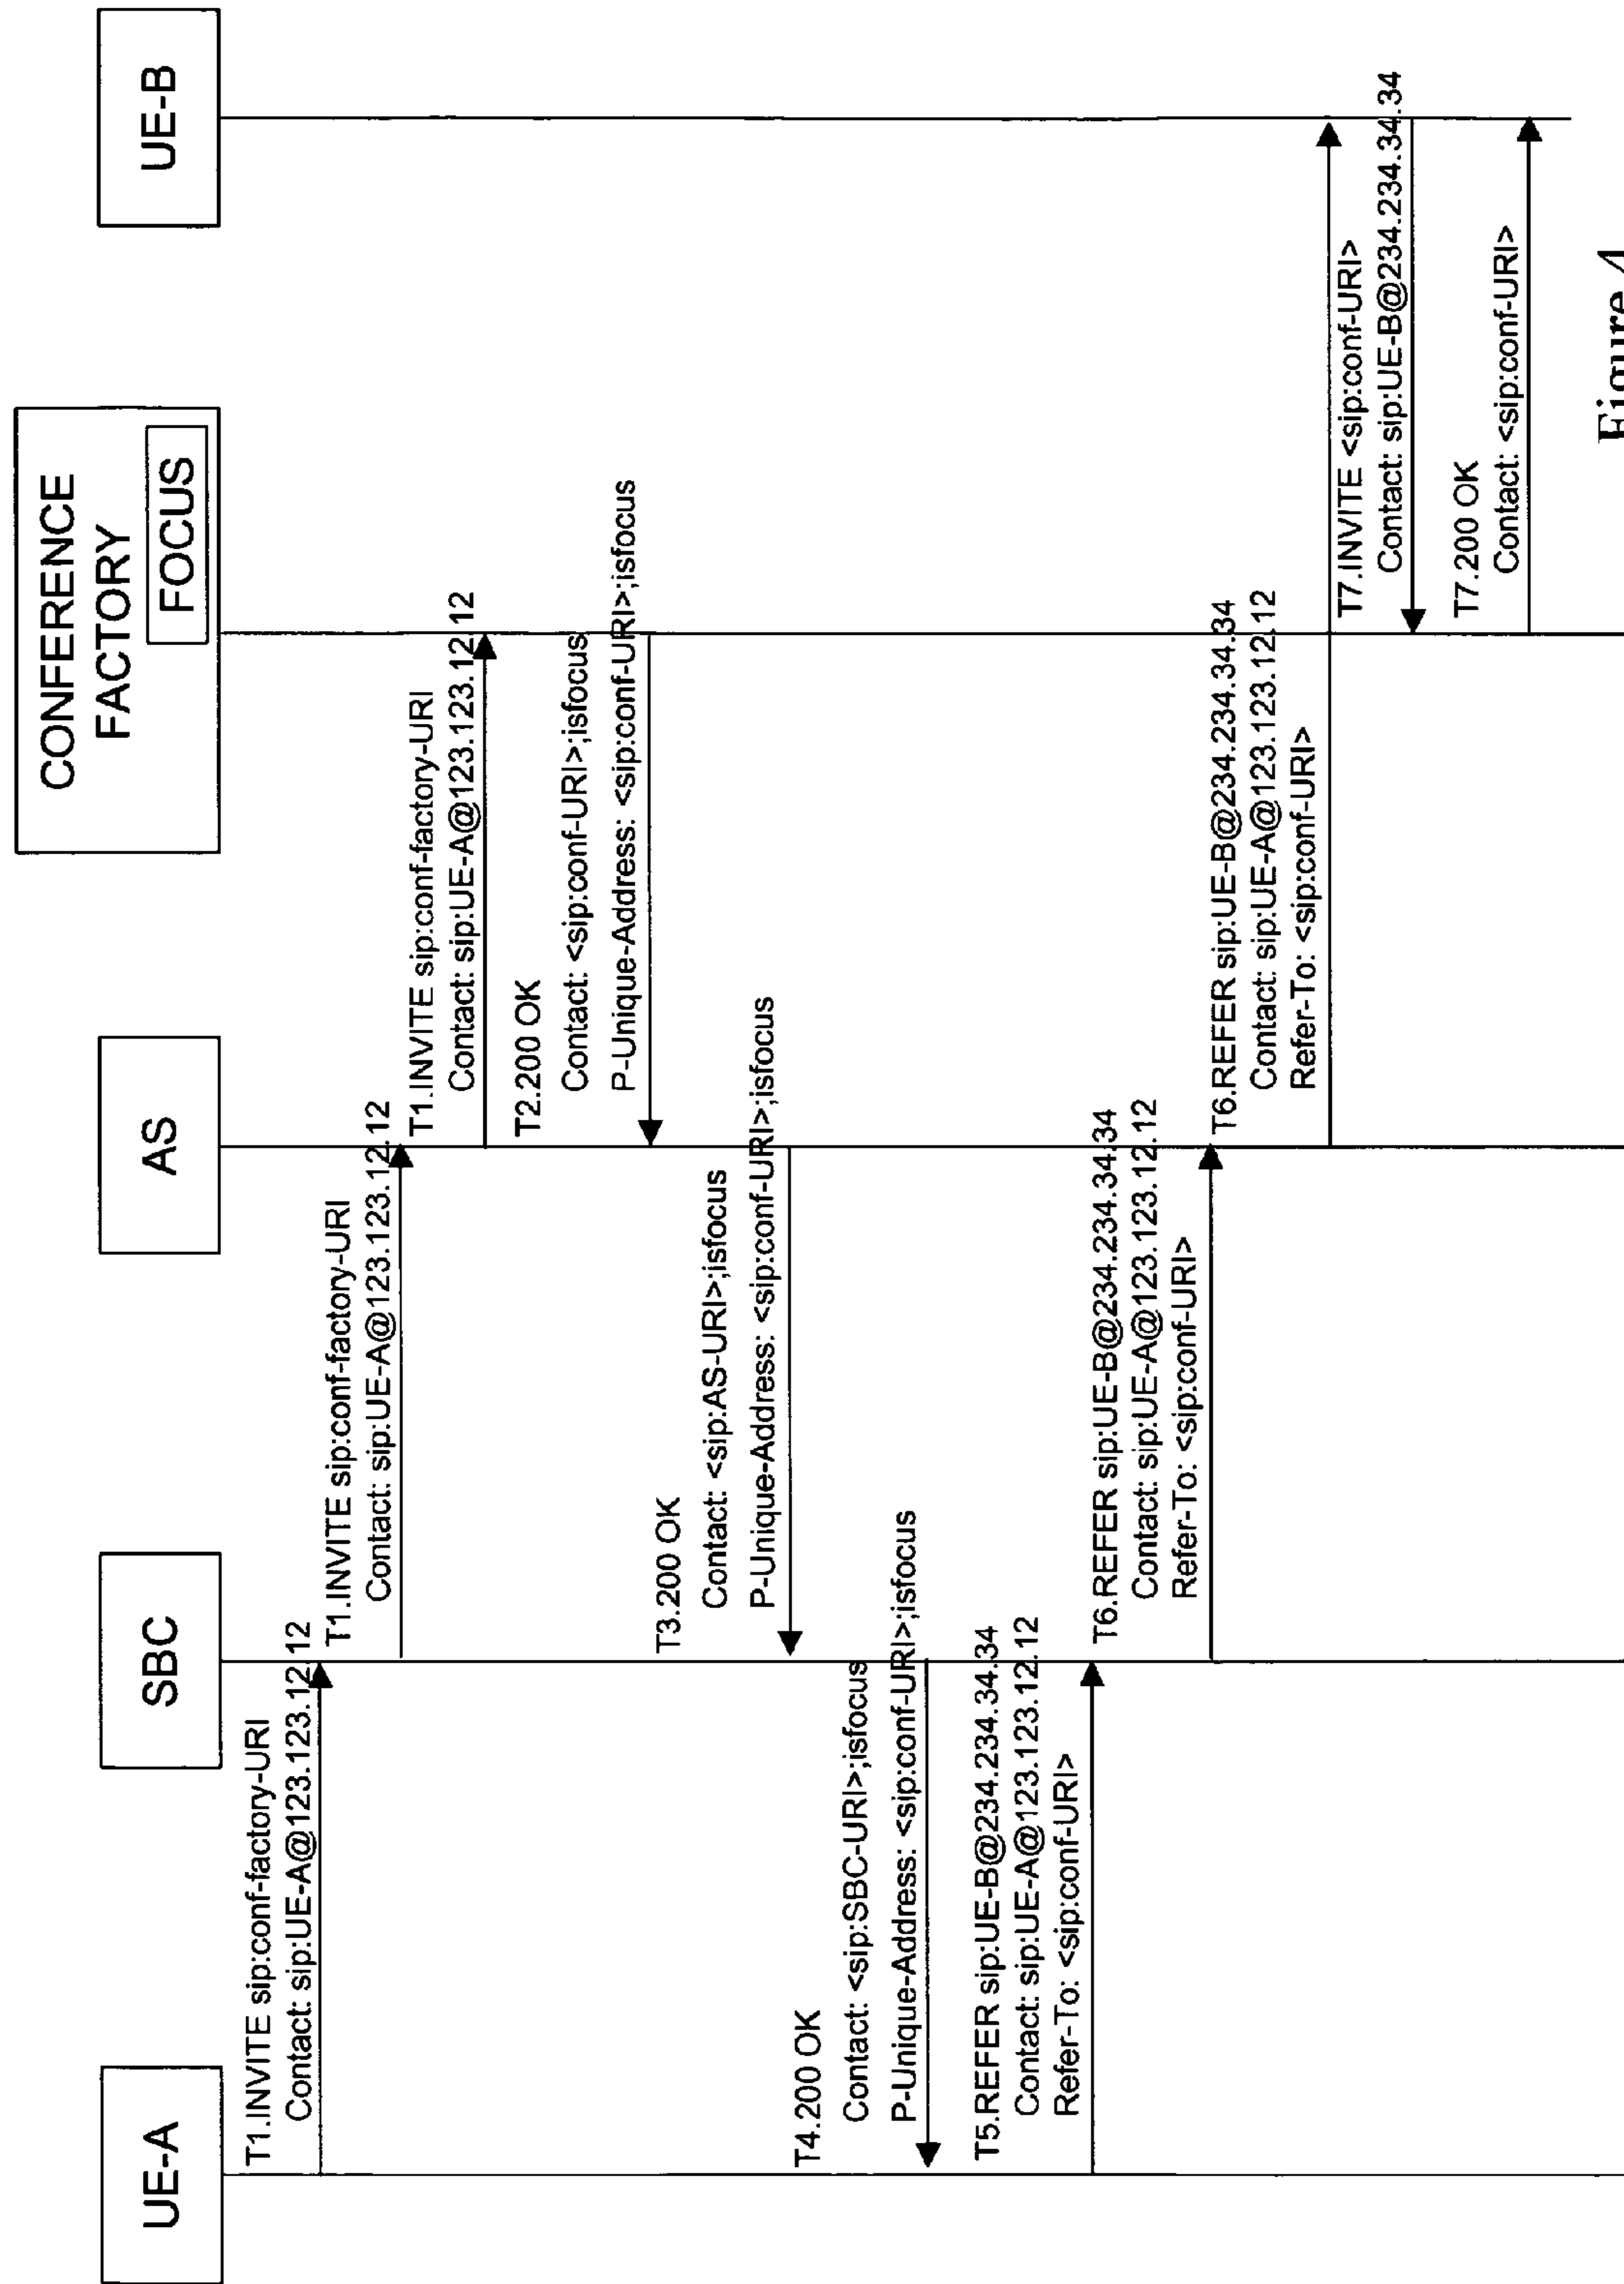 UE-A
SBC
AS
CONFERENCE
FACTORY
FOCUS
UE-B
T1.INVITE sip:conf-factory-URI
Contact: sip:UE-A@123.123.12.12
T1.INVITE sip:conf-factory-URI
Contact: sip:UE-A@123.123.12.12
T1.INVITE sip:conf-factory-URI
Contact: sip:UE-A@123.123.12.12
T2.200 OK
Contact: <sip:conf-URI>;isfocus
P-Unique-Address: <sip:conf-URI>;isfocus
T3.200 OK
Contact: <sip:AS-URI>;isfocus
P-Unique-Address: <sip:conf-URI>;isfocus
T4.200 OK
Contact: <sip:SBC-URI>;isfocus
P-Unique-Address: <sip:conf-URI>;isfocus
T5.REFER sip:UE-B@234.234.34.34
Contact: sip:UE-A@123.123.12.12
Refer-To: <sip:conf-URI>
T6.REFER sip:UE-B@234.234.34.34
Contact: sip:UE-A@123.123.12.12
Refer-To: <sip:conf-URI>
T6.REFER sip:UE-B@234.234.34.34
Contact: sip:UE-A@123.123.12.12
Refer-To: <sip:conf-URI>
T7.INVITE <sip:conf-URI>
Contact: sip:UE-B@234.234.34.34
T7.200 OK
Contact: <sip:conf-URI>
Figure 4